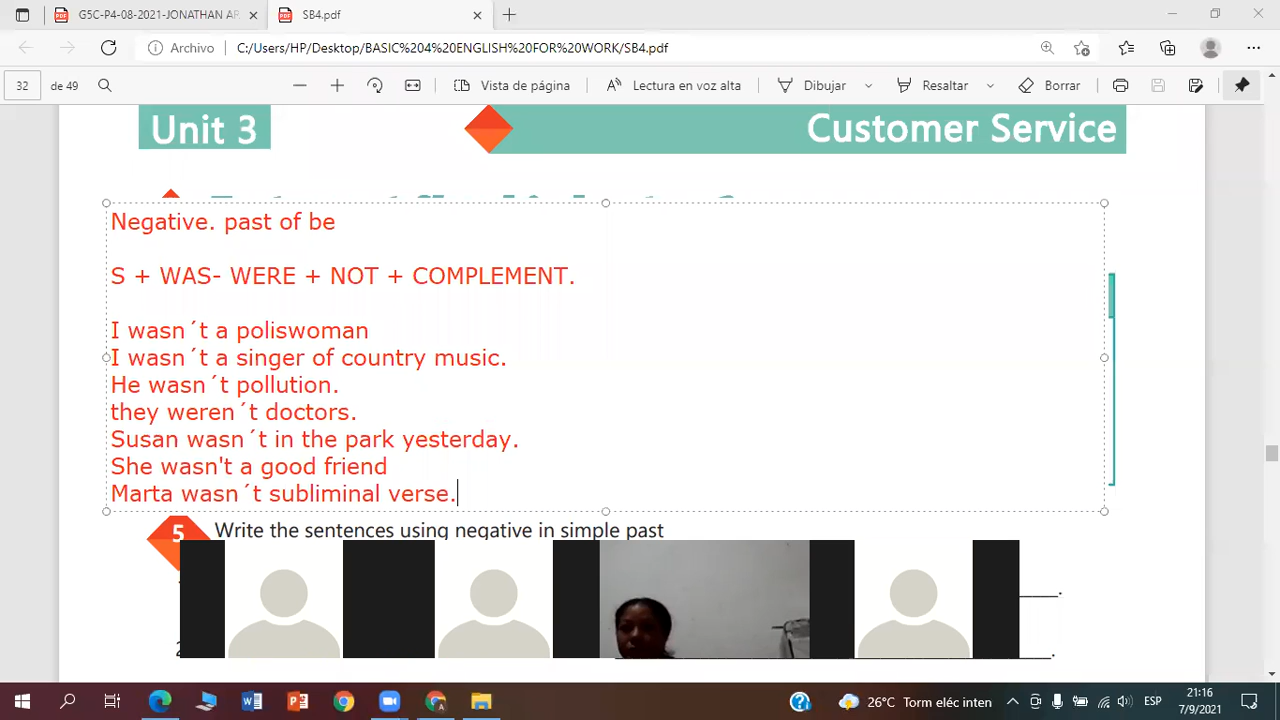 G5C-P4-08-2021-JONATHAN AR
SB4.pdf
Archivo
C:/Users/HP/Desktop/BASIC%204%20ENGLISH%20FOR%20WORK/SB4.pdf
32
de 49
Vista de página
Lectura en voz alta
Dibujar
Resaltar
Borrar
Unit 3
Customer Service
Negative. past of be
S + WAS- WERE + NOT + COMPLEMENT.
I wasn´t a poliswoman
I wasn´t a singer of country music.
He wasn´t pollution.
they weren´t doctors.
Susan wasn´t in the park yesterday.
She wasn't a good friend
Marta wasn´t subliminal verse.
5
Write the sentences using negative in simple past
26°C Torm eléc inten
ESP
21:16
7/9/2021